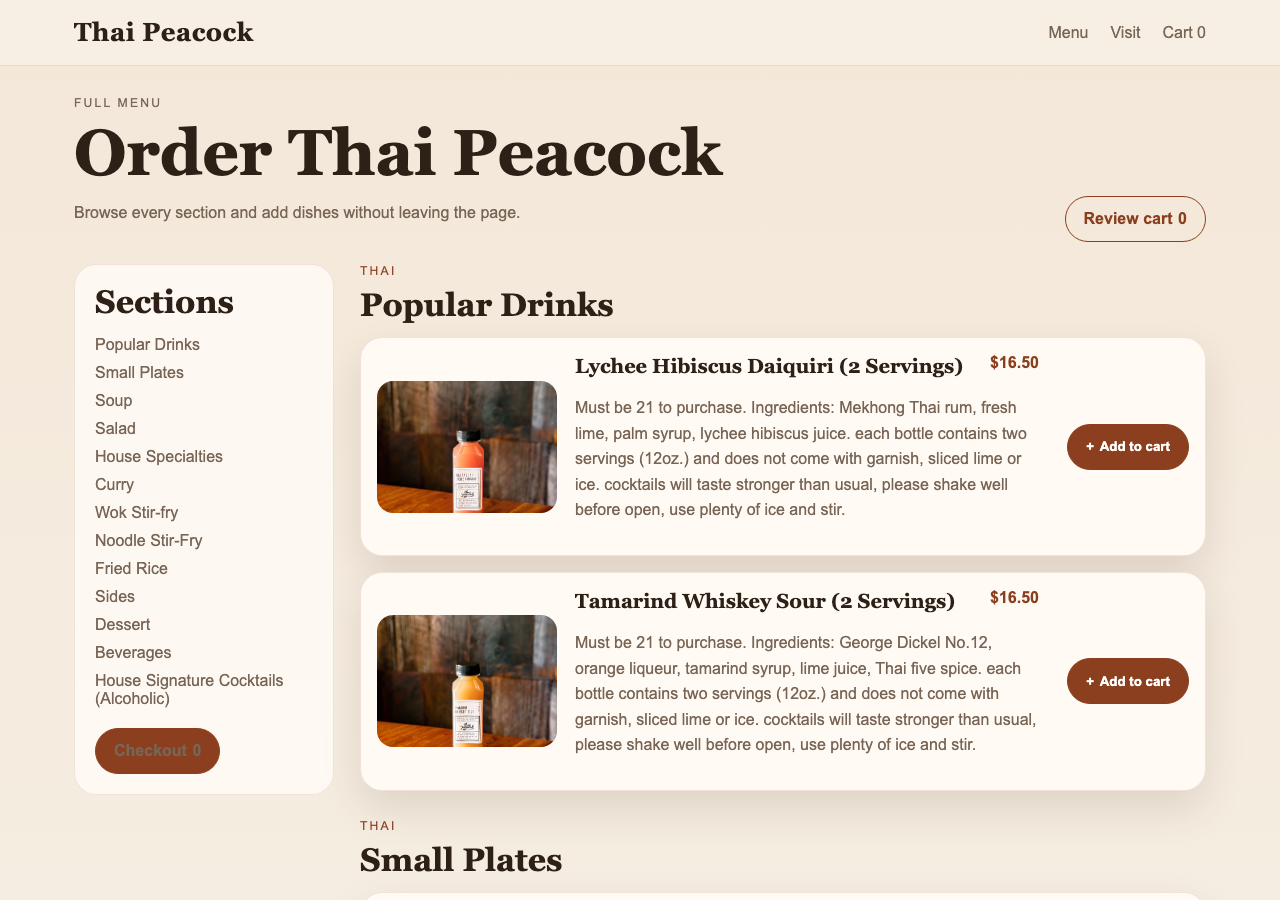 Thai Peacock
Menu Visit Cart 0
FULL MENU
Order Thai Peacock
Browse every section and add dishes without leaving the page.
Review cart 0
Sections
Popular Drinks
Small Plates
Soup
Salad
House Specialties
Curry
Wok Stir-fry
Noodle Stir-Fry
Fried Rice
Sides
Dessert
Beverages
House Signature Cocktails
(Alcoholic)
Checkout 0
THAI
Popular Drinks
Lychee Hibiscus Daiquiri (2 Servings) $16.50
Must be 21 to purchase. Ingredients: Mekhong Thai rum, fresh
lime, palm syrup, lychee hibiscus juice. each bottle contains two
servings (12oz.) and does not come with garnish, sliced lime or
ice. cocktails will taste stronger than usual, please shake well
before open, use plenty of ice and stir.
+ Add to cart
Tamarind Whiskey Sour (2 Servings) $16.50
Must be 21 to purchase. Ingredients: George Dickel No.12,
orange liqueur, tamarind syrup, lime juice, Thai five spice. each
bottle contains two servings (12oz.) and does not come with
garnish, sliced lime or ice. cocktails will taste stronger than usual,
please shake well before open, use plenty of ice and stir.
+ Add to cart
THAI
Small Plates